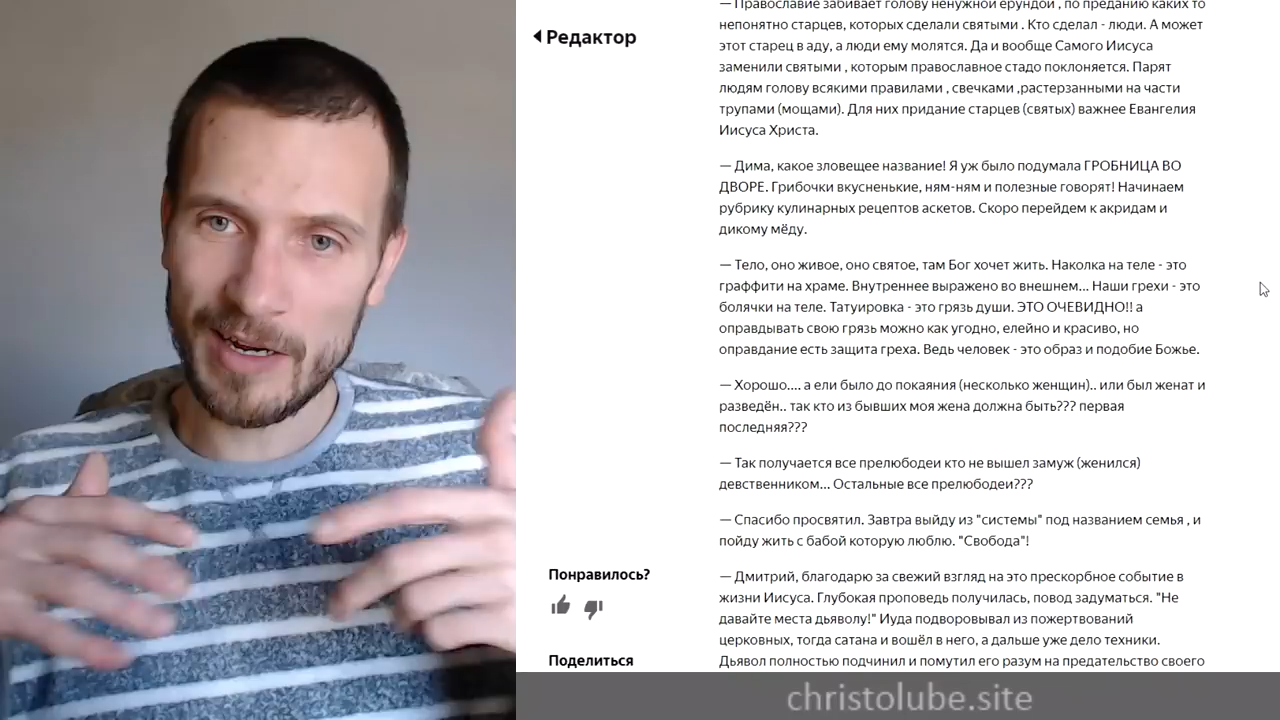 — Православие забивает голову ненужной ерундой , по преданию каких то
непонятно старцев, которых сделали святыми . Кто сделал - люди. А может
этот старец в аду, а люди ему молятся. Да и вообще Самого Иисуса
заменили святыми , которым православное стадо поклоняется. Парят
людям голову всякими правилами , свечками ,растерзанными на части
трупами (мощами). Для них придание старцев (святых) важнее Евангелия
Иисуса Христа.
Редактор
— Дима, какое зловещее название! Я уж было подумала ГРОБНИЦА ВО
ДВОРЕ. Грибочки вкусненькие, ням-ням и полезные говорят! Начинаем
рубрику кулинарных рецептов аскетов. Скоро перейдем к акридам и
дикому мёду.
— Тело, оно живое, оно святое, там Бог хочет жить. Наколка на теле - это
граффити на храме. Внутреннее выражено во внешнем... Наши грехи - это
болячки на теле. Татуировка - это грязь души. ЭТО ОЧЕВИДНО!! а
оправдывать свою грязь можно как угодно, елейно и красиво, но
оправдание есть защита греха. Ведь человек - это образ и подобие Божье.
— Хорошо.... а ели было до покаяния (несколько женщин).. или был женат и
разведён.. так кто из бывших моя жена должна быть??? первая
последняя???
— Так получается все прелюбодеи кто не вышел замуж (женился)
девственником... Остальные все прелюбодеи???
— Спасибо просвятил. Завтра выйду из "системы" под названием семья , и
пойду жить с бабой которую люблю. "Свобода"!
Понравилось?
— Дмитрий, благодарю за свежий взгляд на это прескорбное событие в
жизни Иисуса. Глубокая проповедь получилась, повод задуматься. "Не
давайте места дьяволу!" Иуда подворовывал из пожертвований
церковных, тогда сатана и вошёл в него, а дальше уже дело техники.
Дьявол полностью подчинил и помутил его разум на предательство своего
Поделиться
christolube.site